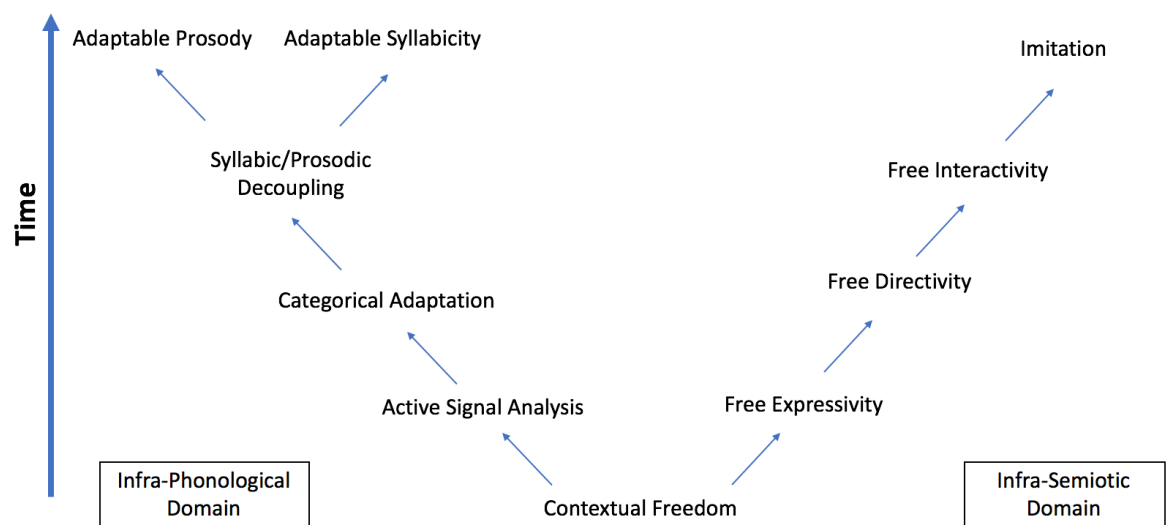 Adaptable Prosody
Adaptable Syllabicity
Imitation
Syllabic/Prosodic
Decoupling
Free Interactivity
Time
Free Directivity
Categorical Adaptation
Active Signal Analysis
Free Expressivity
Infra-Phonological
Domain
Infra-Semiotic
Domain
Contextual Freedom